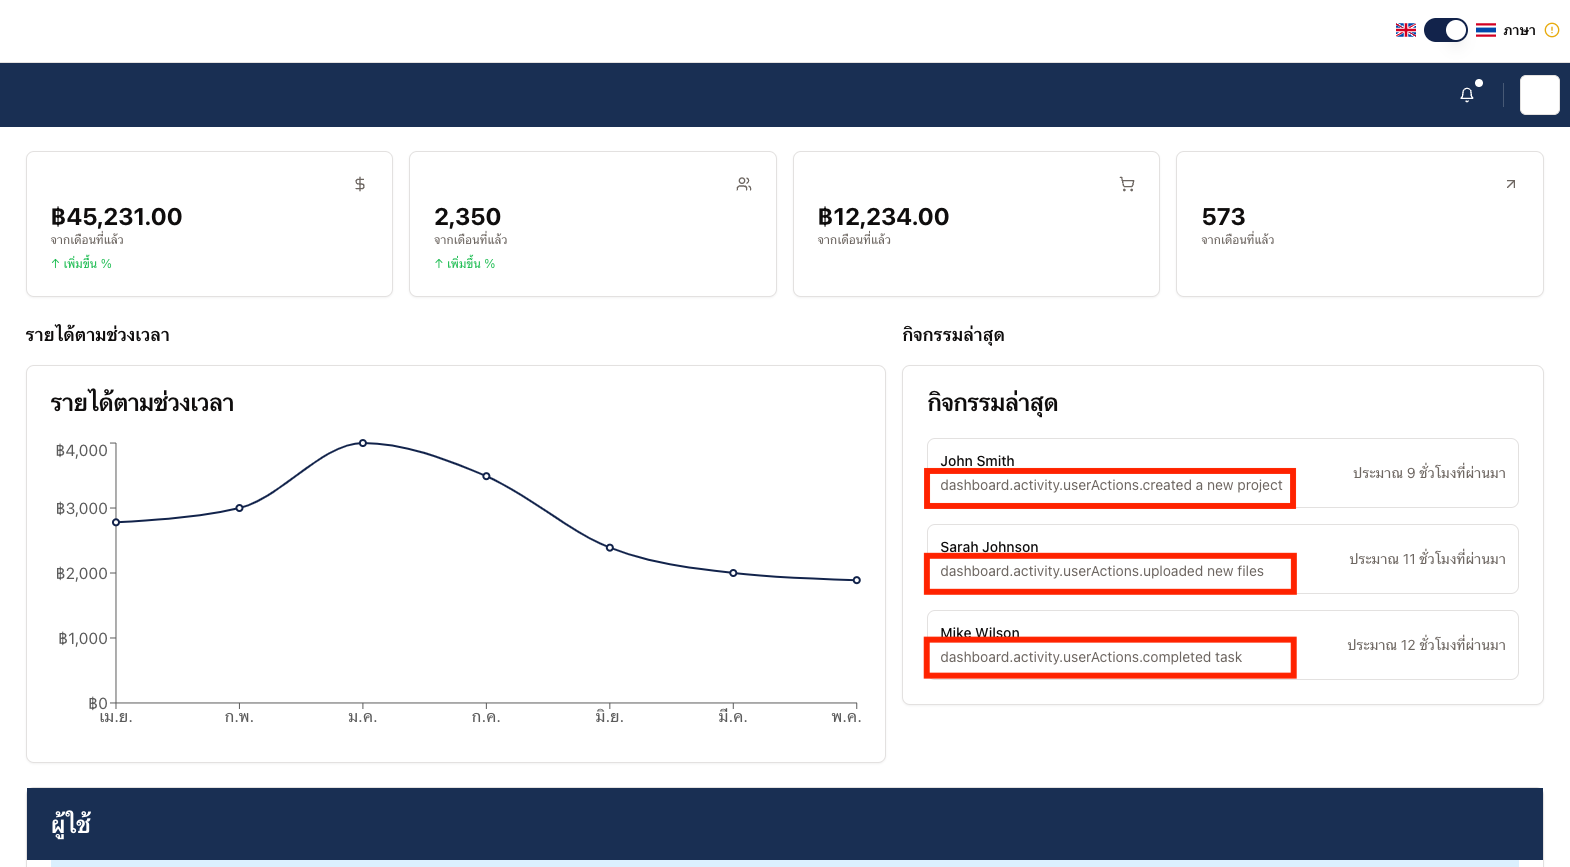 ภาษา
฿45,231.00
จากเดือนที่แล้ว
↑ เพิ่มขึ้น %
2,350
จากเดือนที่แล้ว
↑ เพิ่มขึ้น %
฿12,234.00
จากเดือนที่แล้ว
573
จากเดือนที่แล้ว
รายได้ตามช่วงเวลา
รายได้ตามช่วงเวลา
฿4,000
฿3,000
฿2,000
฿1,000
฿0
เม.ย. ก.พ. ม.ค. ก.ค. มิ.ย. มี.ค. พ.ค.
กิจกรรมล่าสุด
กิจกรรมล่าสุด
John Smith
dashboard.activity.userActions.created a new project
ประมาณ 9 ชั่วโมงที่ผ่านมา
Sarah Johnson
dashboard.activity.userActions.uploaded new files
ประมาณ 11 ชั่วโมงที่ผ่านมา
Mike Wilson
dashboard.activity.userActions.completed task
ประมาณ 12 ชั่วโมงที่ผ่านมา
ผู้ใช้